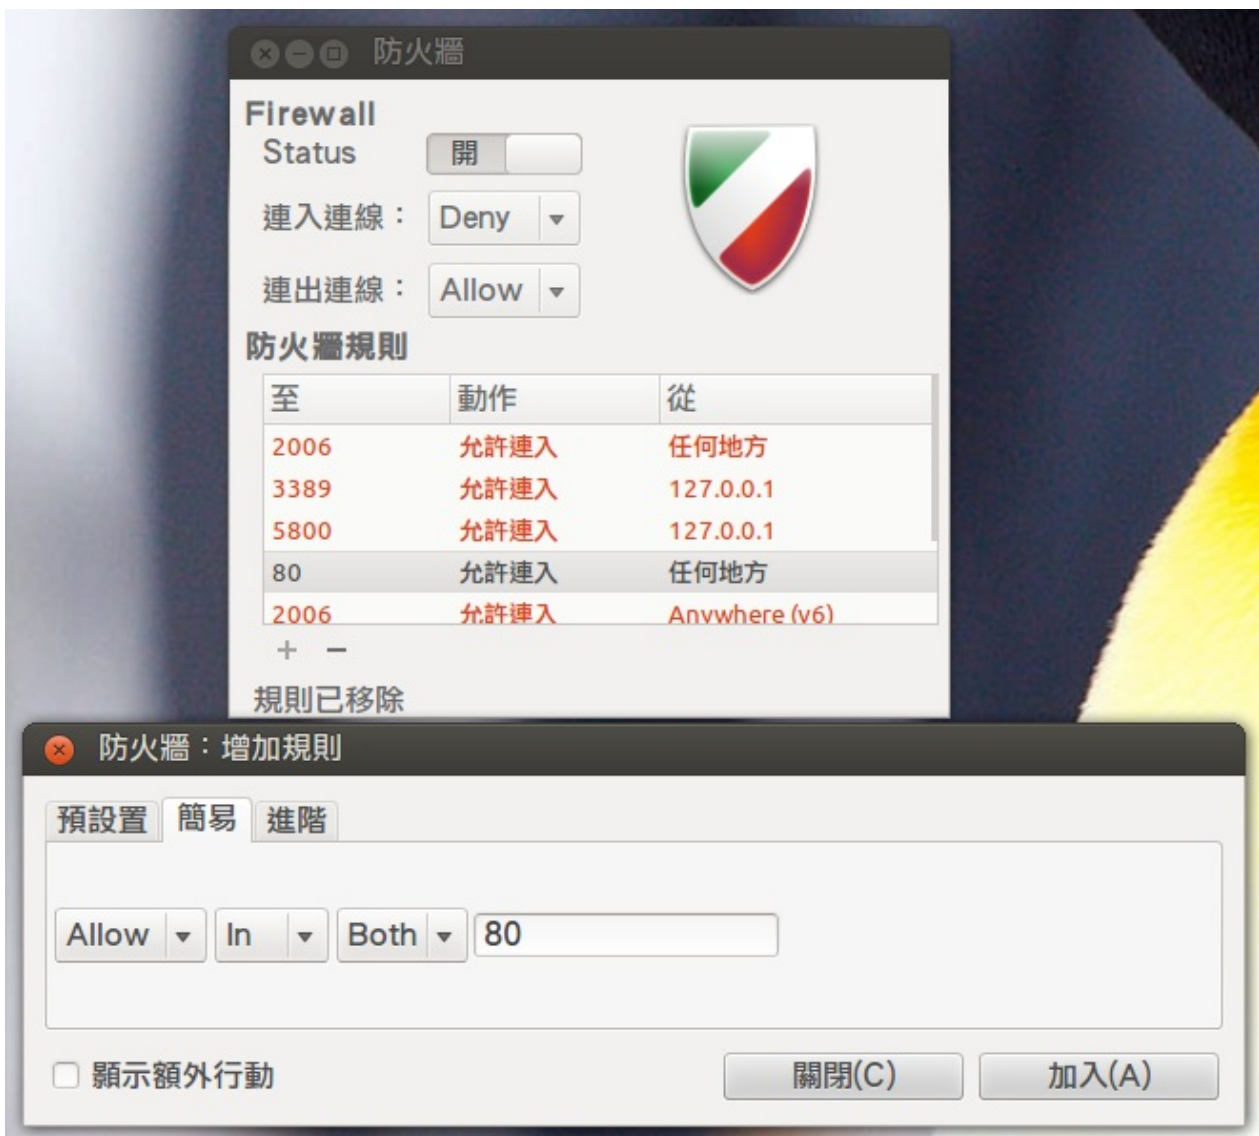 防火牆
Firewall
Status 開
連入連線： Deny
連出連線： Allow
防火牆規則
至 動作 從
2006 允許連入 任何地方
3389 允許連入 127.0.0.1
5800 允許連入 127.0.0.1
80 允許連入 任何地方
2006 允許連入 Anywhere (v6)
+ −
規則已移除
防火牆：增加規則
預設置 簡易 進階
Allow In Both 80
顯示額外行動 關閉(C) 加入(A)